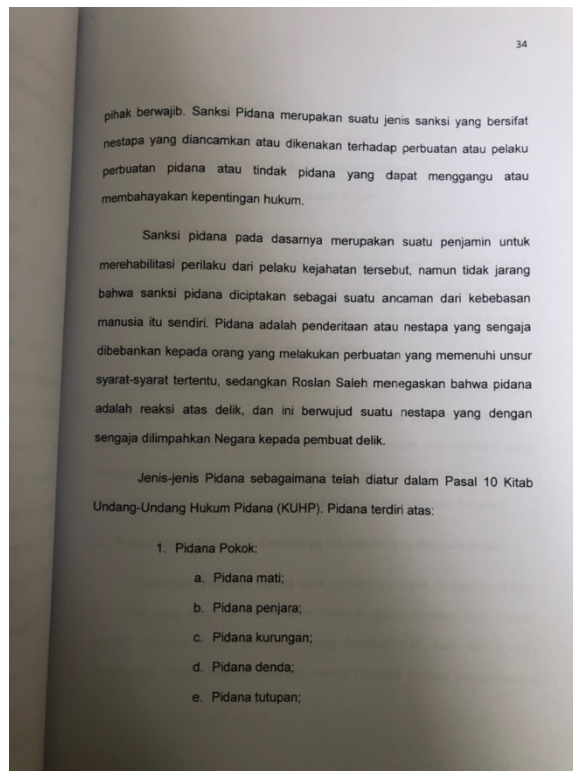 34
pihak berwajib. Sanksi Pidana merupakan suatu jenis sanksi yang bersifat
nestapa yang diancamkan atau dikenakan terhadap perbuatan atau pelaku
perbuatan pidana atau tindak pidana yang dapat menggangu atau
membahayakan kepentingan hukum.
Sanksi pidana pada dasarnya merupakan suatu penjamin untuk
merehabilitasi perilaku dari pelaku kejahatan tersebut, namun tidak jarang
bahwa sanksi pidana diciptakan sebagai suatu ancaman dari kebebasan
manusia itu sendiri. Pidana adalah penderitaan atau nestapa yang sengaja
dibebankan kepada orang yang melakukan perbuatan yang memenuhi unsur
syarat-syarat tertentu, sedangkan Roslan Saleh menegaskan bahwa pidana
adalah reaksi atas delik, dan ini berwujud suatu nestapa yang dengan
sengaja dilimpahkan Negara kepada pembuat delik.
Jenis-jenis Pidana sebagaimana telah diatur dalam Pasal 10 Kitab
Undang-Undang Hukum Pidana (KUHP). Pidana terdiri atas:
1. Pidana Pokok:
a. Pidana mati;
b. Pidana penjara;
c. Pidana kurungan;
d. Pidana denda;
e. Pidana tutupan;